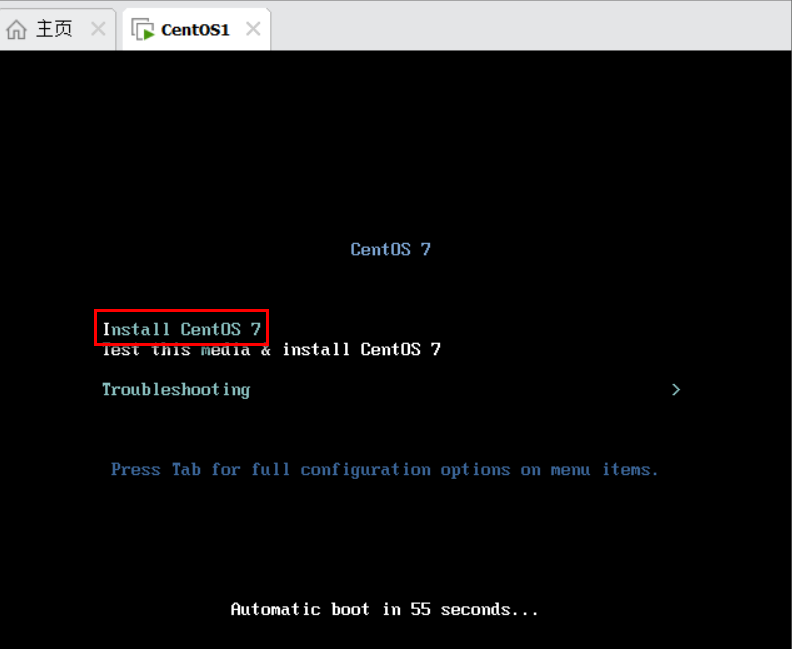 主页 CentOS1
CentOS 7
Install CentOS 7
Test this media & install CentOS 7
Troubleshooting >
Press Tab for full configuration options on menu items.
Automatic boot in 55 seconds...